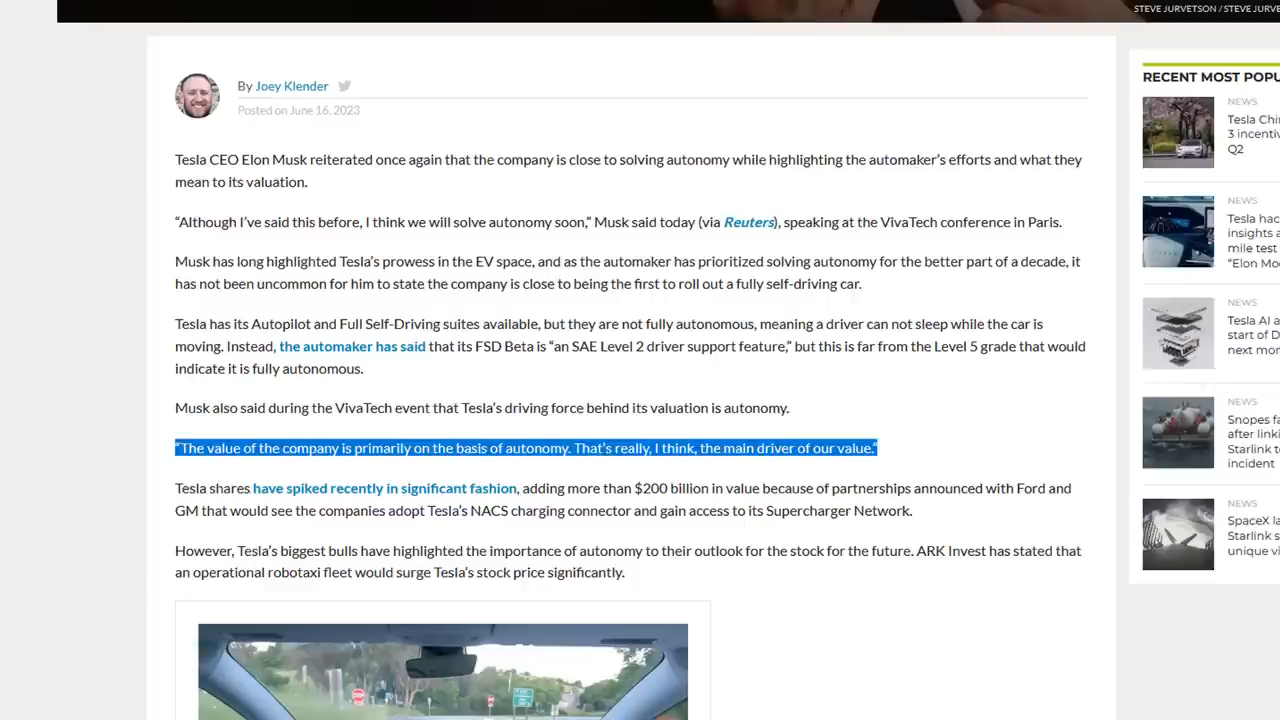 STEVE JURVETSON / STEVE JURVE
By Joey Klender
Posted on June 16, 2023
Tesla CEO Elon Musk reiterated once again that the company is close to solving autonomy while highlighting the automaker's efforts and what they
mean to its valuation.
“Although I've said this before, I think we will solve autonomy soon,” Musk said today (via Reuters), speaking at the VivaTech conference in Paris.
Musk has long highlighted Tesla's prowess in the EV space, and as the automaker has prioritized solving autonomy for the better part of a decade, it
has not been uncommon for him to state the company is close to being the first to roll out a fully self-driving car.
Tesla has its Autopilot and Full Self-Driving suites available, but they are not fully autonomous, meaning a driver can not sleep while the car is
moving. Instead, the automaker has said that its FSD Beta is “an SAE Level 2 driver support feature,” but this is far from the Level 5 grade that would
indicate it is fully autonomous.
Musk also said during the VivaTech event that Tesla's driving force behind its valuation is autonomy.
“The value of the company is primarily on the basis of autonomy. That's really, I think, the main driver of our value.”
Tesla shares have spiked recently in significant fashion, adding more than $200 billion in value because of partnerships announced with Ford and
GM that would see the companies adopt Tesla's NACS charging connector and gain access to its Supercharger Network.
However, Tesla's biggest bulls have highlighted the importance of autonomy to their outlook for the stock for the future. ARK Invest has stated that
an operational robotaxi fleet would surge Tesla's stock price significantly.
RECENT MOST POPU
NEWS
Tesla Chi
3 incentiv
Q2
NEWS
Tesla hac
insights a
mile test
“Elon Mo
NEWS
Tesla AI a
start of D
next mor
NEWS
Snopes fa
after linki
Starlink t
incident
NEWS
SpaceX la
Starlink s
unique vi